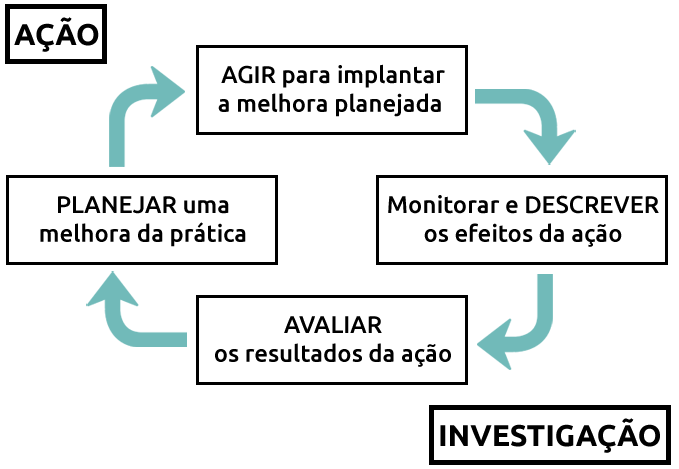 AÇÃO
AGIR para implantar
a melhora planejada
PLANEJAR uma
melhora da prática
Monitorar e DESCREVER
os efeitos da ação
AVALIAR
os resultados da ação
INVESTIGAÇÃO